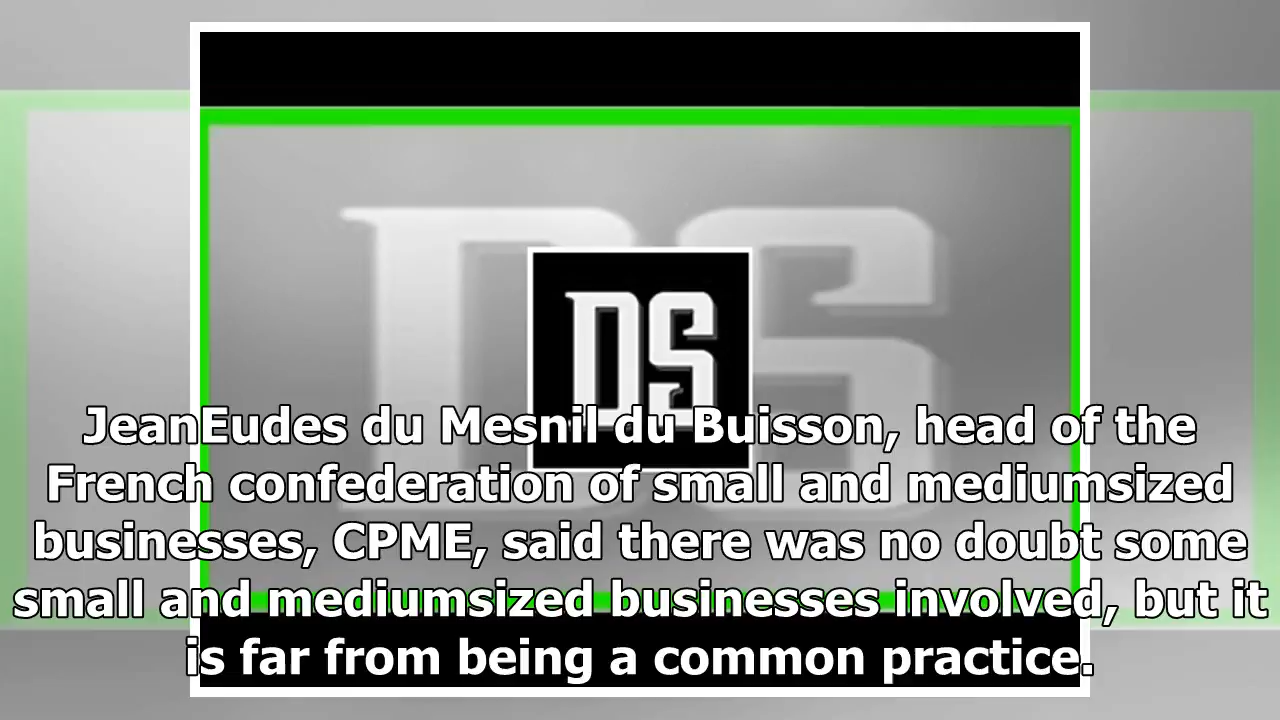 DS
DS
JeanEudes du Mesnil du Buisson, head of the
French confederation of small and mediumsized
businesses, CPME, said there was no doubt some
small and mediumsized businesses involved, but it
is far from being a common practice.